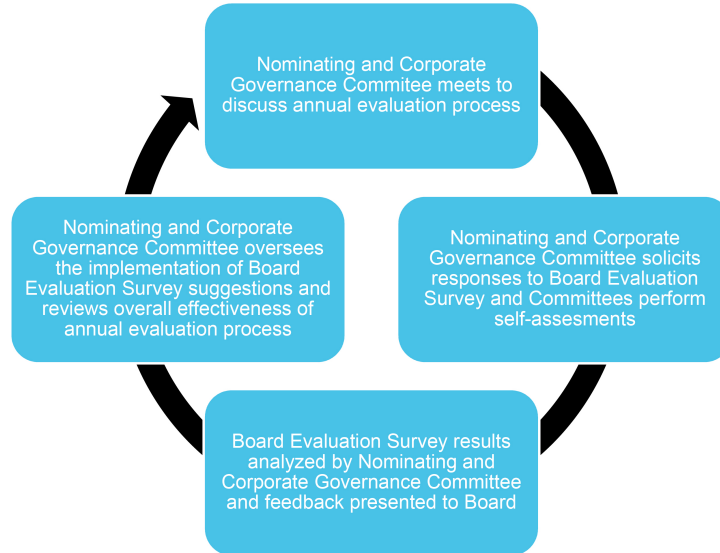 Nominating and Corporate
Governance Commitee meets to
discuss annual evaluation process
Nominating and Corporate
Governance Committee solicits
responses to Board Evaluation
Survey and Committees perform
self-assesments
Board Evaluation Survey results
analyzed by Nominating and
Corporate Governance Committee
and feedback presented to Board
Nominating and Corporate
Governance Committee oversees
the implementation of Board
Evaluation Survey suggestions and
reviews overall effectiveness of
annual evaluation process